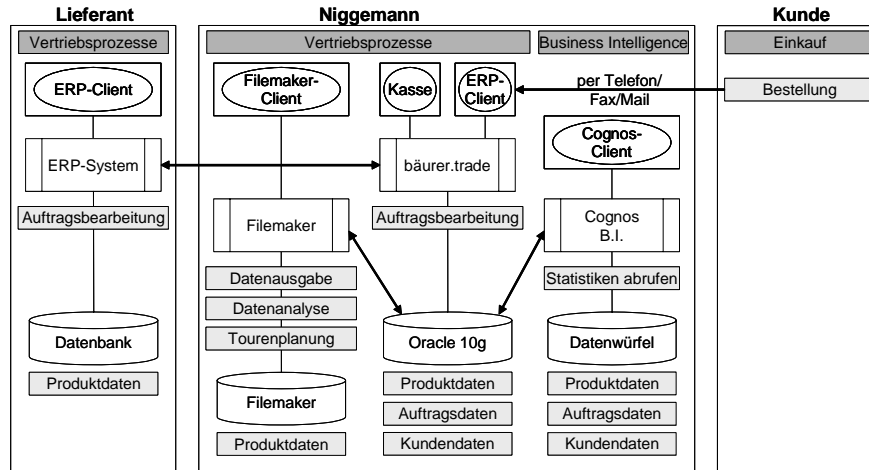 Lieferant
Niggemann
Kunde
Vertriebsprozesse
Vertriebsprozesse
Business Intelligence
Einkauf
ERP-Client
Filemaker-
Client
Kasse
ERP-
Client
per Telefon/
Fax/Mail
Bestellung
Cognos-
Client
ERP-System
bäurer.trade
Auftragsbearbeitung
Filemaker
Auftragsbearbeitung
Cognos
B.I.
Datenausgabe
Statistiken abrufen
Datenanalyse
Tourenplanung
Datenbank
Oracle 10g
Datenwürfel
Produktdaten
Filemaker
Produktdaten
Produktdaten
Auftragsdaten
Auftragsdaten
Produktdaten
Kundendaten
Kundendaten